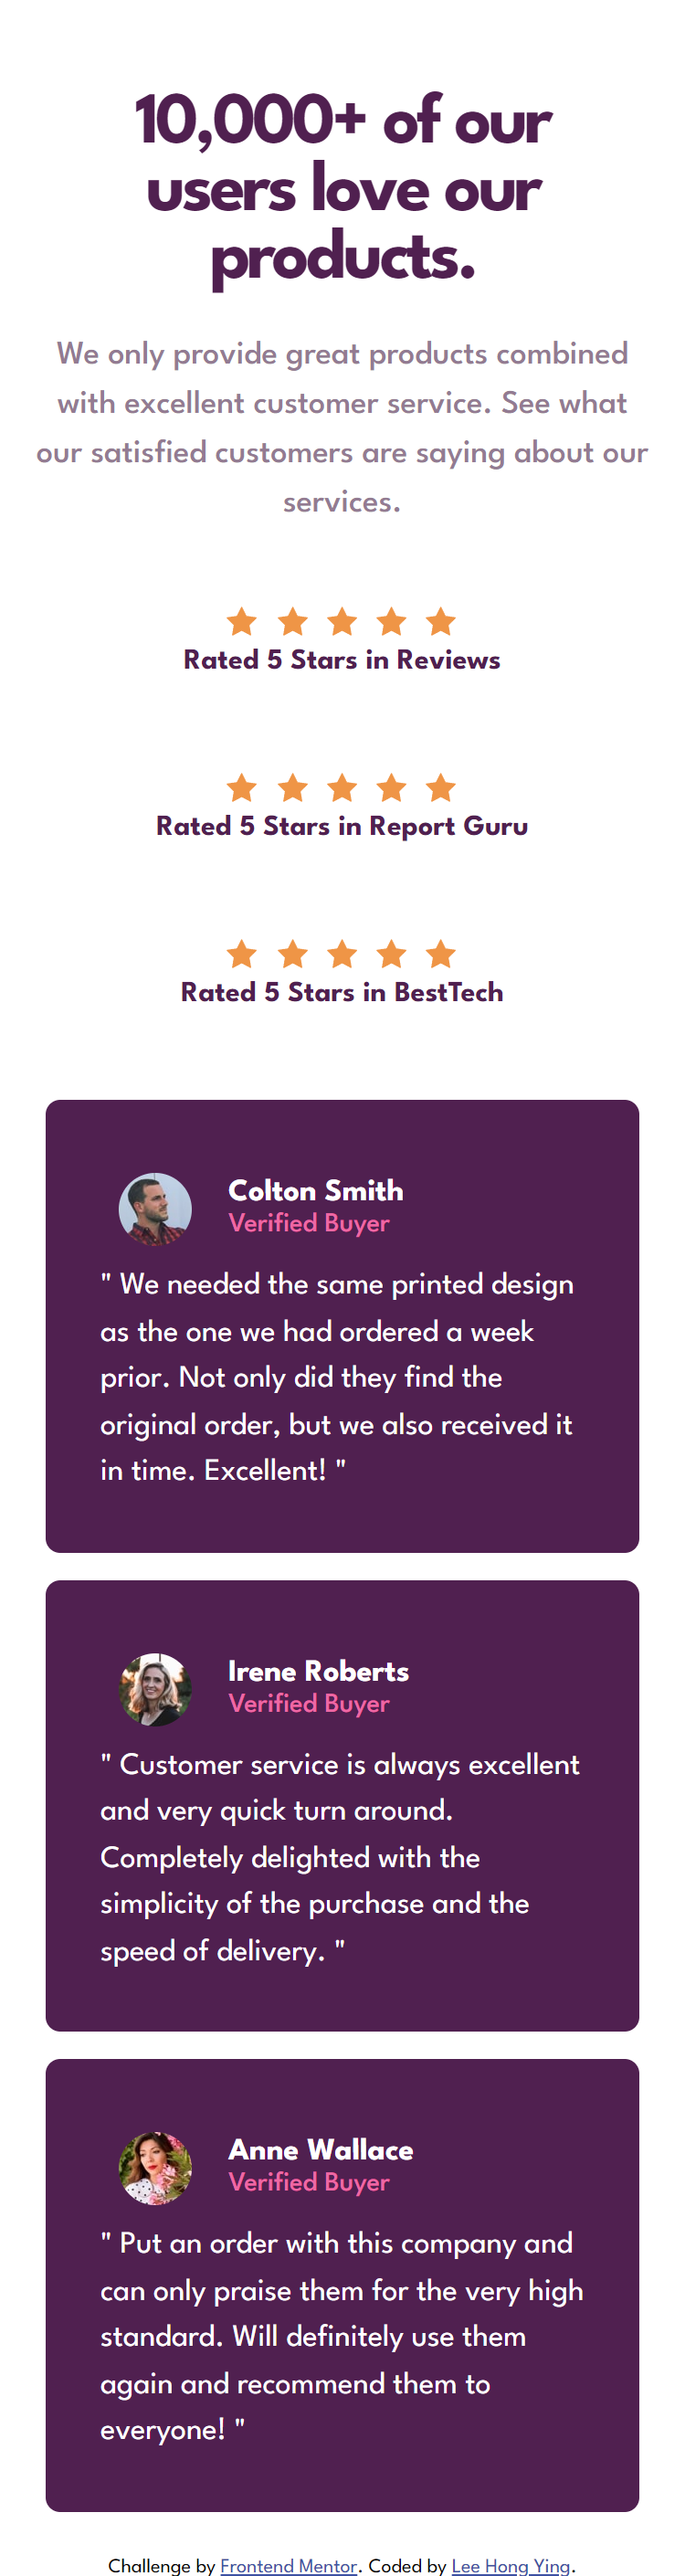 10,000+ of our
users love our
products.
We only provide great products combined
with excellent customer service. See what
our satisfied customers are saying about our
services.
Rated 5 Stars in Reviews
Rated 5 Stars in Report Guru
Rated 5 Stars in BestTech
Colton Smith
Verified Buyer
" We needed the same printed design
as the one we had ordered a week
prior. Not only did they find the
original order, but we also received it
in time. Excellent! "
Irene Roberts
Verified Buyer
" Customer service is always excellent
and very quick turn around.
Completely delighted with the
simplicity of the purchase and the
speed of delivery. "
Anne Wallace
Verified Buyer
" Put an order with this company and
can only praise them for the very high
standard. Will definitely use them
again and recommend them to
everyone! "
Challenge by Frontend Mentor. Coded by Lee Hong Ying.